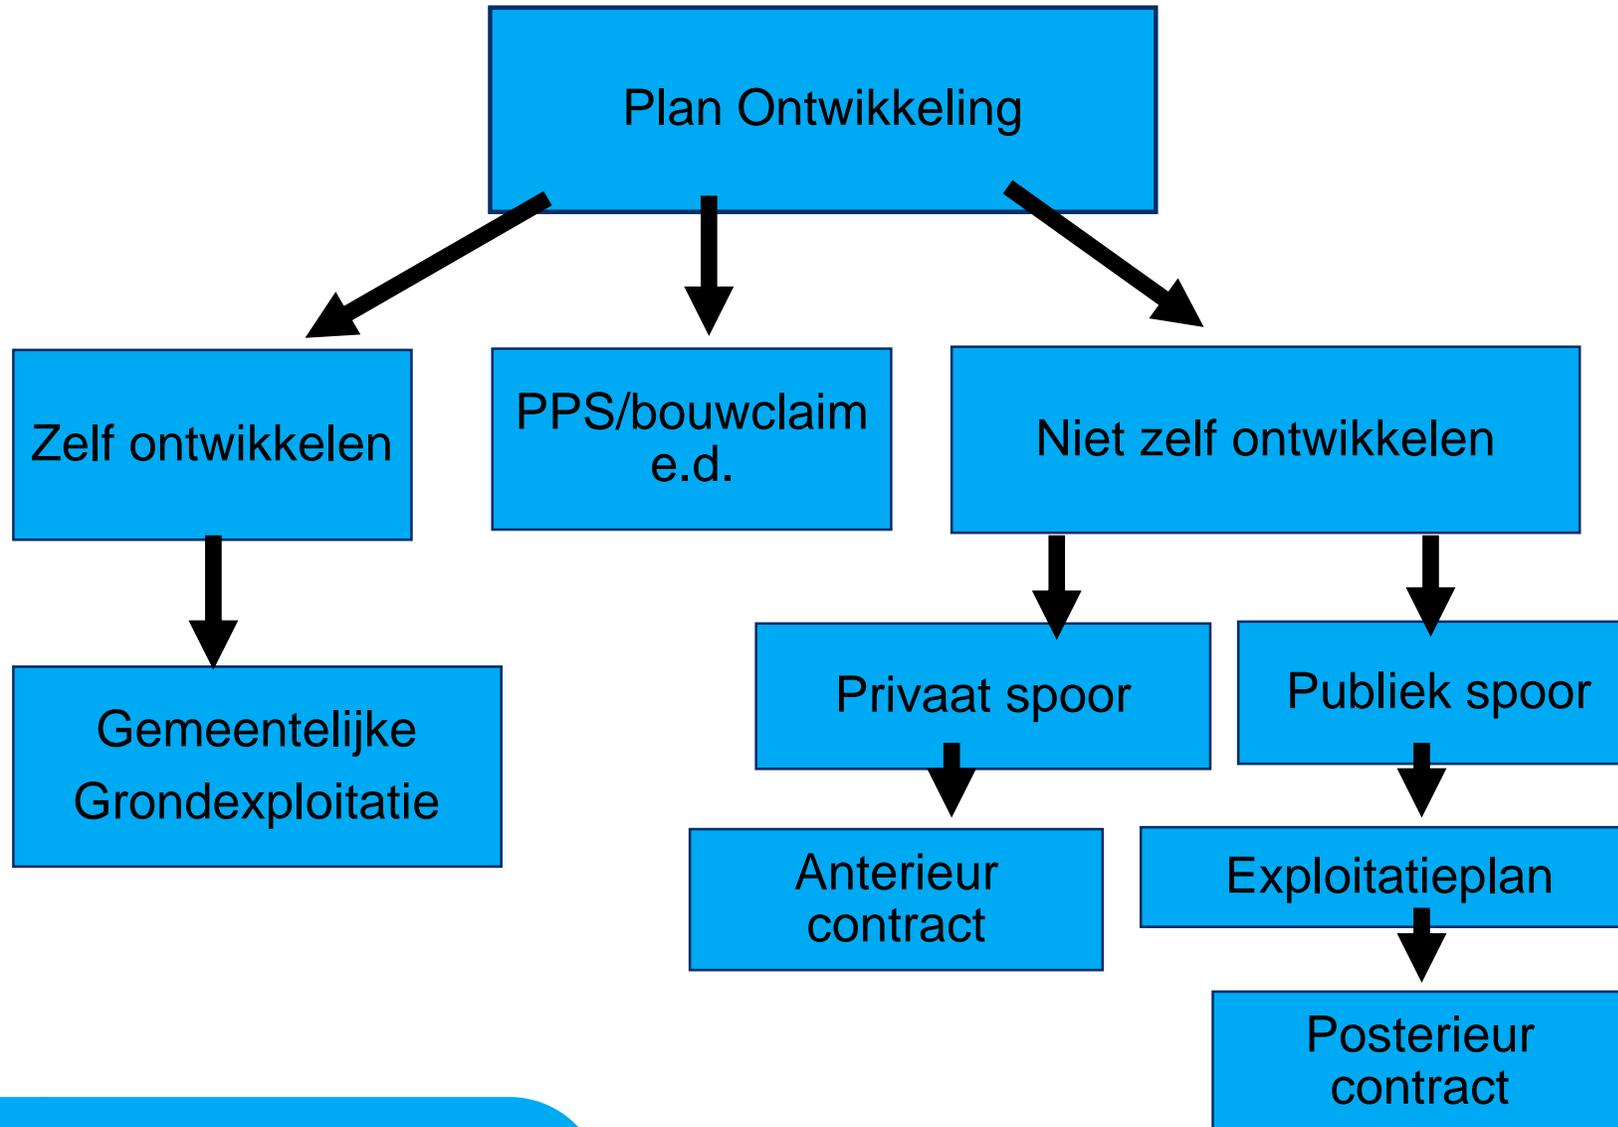 Plan Ontwikkeling
Zelf ontwikkelen
PPS/bouwclaim
e.d.
Niet zelf ontwikkelen
Gemeentelijke
Grondexploitatie
Privaat spoor
Publiek spoor
Anterieur
contract
Exploitatieplan
Posterieur
contract